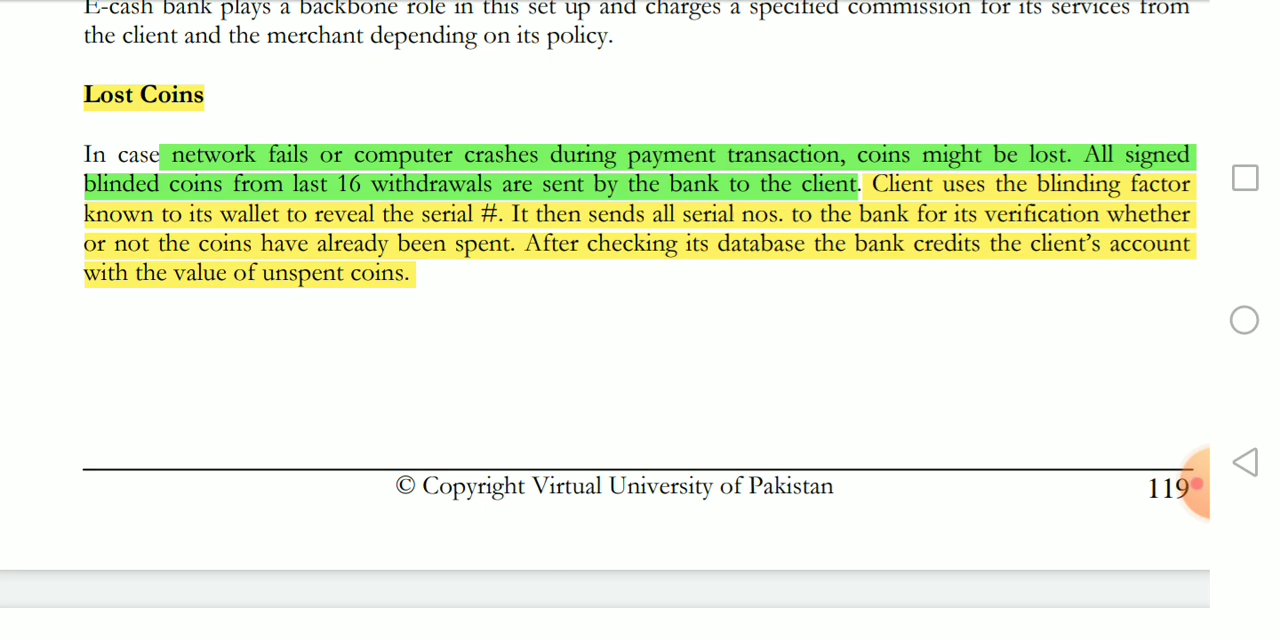 E-cash bank plays a backbone role in this set up and charges a specified commission for its services from
the client and the merchant depending on its policy.
Lost Coins
In case network fails or computer crashes during payment transaction, coins might be lost. All signed
blinded coins from last 16 withdrawals are sent by the bank to the client. Client uses the blinding factor
known to its wallet to reveal the serial #. It then sends all serial nos. to the bank for its verification whether
or not the coins have already been spent. After checking its database the bank credits the client’s account
with the value of unspent coins.
© Copyright Virtual University of Pakistan
119